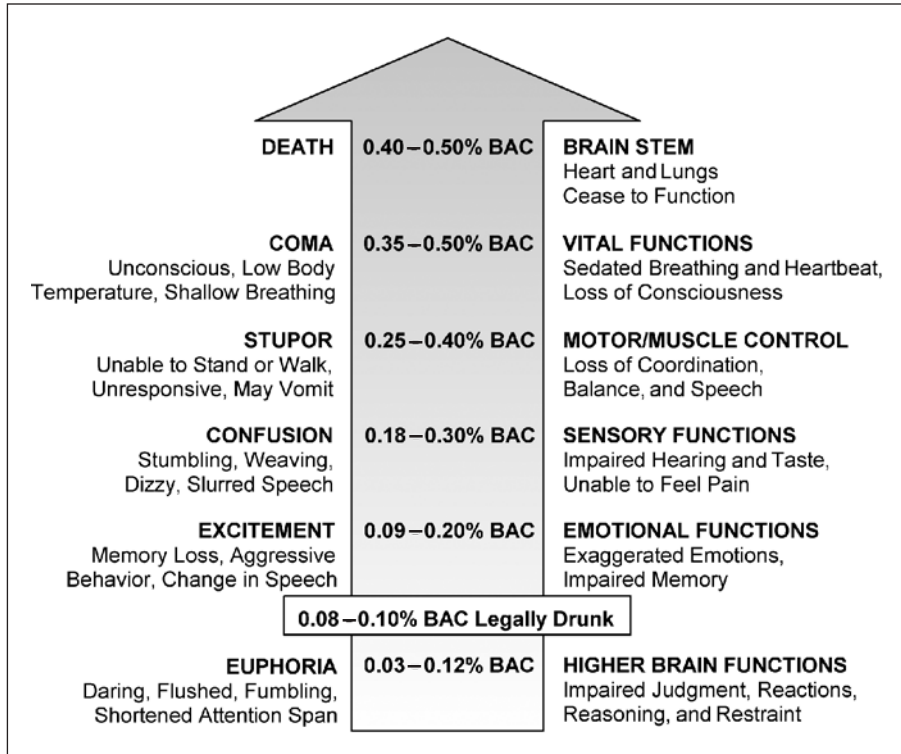 DEATH
0.40–0.50% BAC
BRAIN STEM
Heart and Lungs
Cease to Function
COMA
Unconscious, Low Body
Temperature, Shallow Breathing
0.35–0.50% BAC
VITAL FUNCTIONS
Sedated Breathing and Heartbeat,
Loss of Consciousness
STUPOR
Unable to Stand or Walk,
Unresponsive, May Vomit
0.25–0.40% BAC
MOTOR/MUSCLE CONTROL
Loss of Coordination,
Balance, and Speech
CONFUSION
Stumbling, Weaving,
Dizzy, Slurred Speech
0.18–0.30% BAC
SENSORY FUNCTIONS
Impaired Hearing and Taste,
Unable to Feel Pain
EXCITEMENT
Memory Loss, Aggressive
Behavior, Change in Speech
0.09–0.20% BAC
EMOTIONAL FUNCTIONS
Exaggerated Emotions,
Impaired Memory
0.08–0.10% BAC Legally Drunk
EUPHORIA
Daring, Flushed, Fumbling,
Shortened Attention Span
0.03–0.12% BAC
HIGHER BRAIN FUNCTIONS
Impaired Judgment, Reactions,
Reasoning, and Restraint